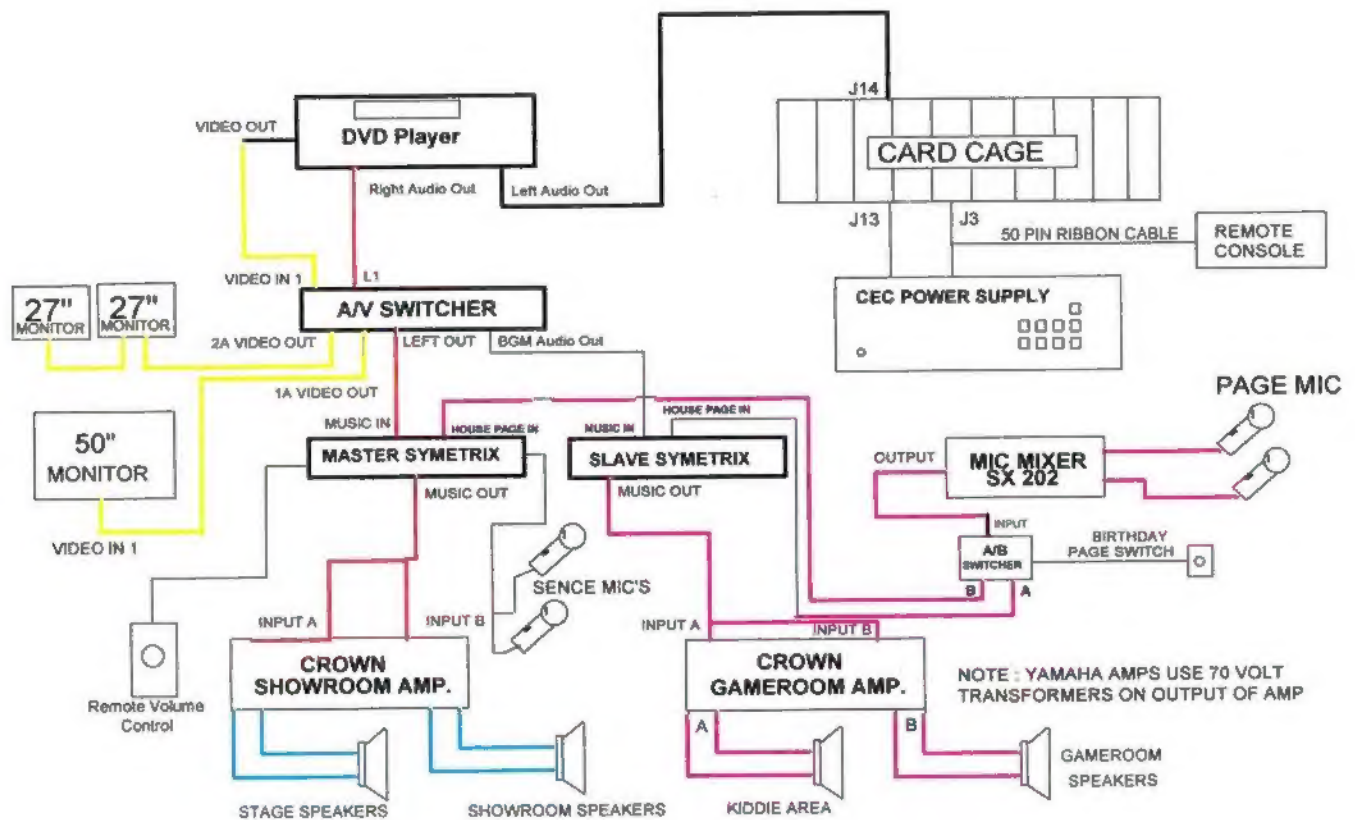 J14
VIDEO OUT
DVD Player
CARD CAGE
Right Audio Out
Left Audio Out
J13
J3
50 PIN RIBBON CABLE
REMOTE
CONSOLE
VIDEO IN 1
L1
CEC POWER SUPPLY
27"
MONITOR
27"
MONITOR
A/V SWITCHER
2A VIDEO OUT
LEFT OUT
BGM Audio Out
1A VIDEO OUT
PAGE MIC
MUSIC IN
HOUSE PAGE IN
MUSIC IN
HOUSE PAGE IN
50"
MONITOR
MASTER SYMETRIX
SLAVE SYMETRIX
OUTPUT
MIC MIXER
SX 202
MUSIC OUT
MUSIC OUT
INPUT
VIDEO IN 1
A/B
SWITCHER
BIRTHDAY
PAGE SWITCH
SENCE MIC'S
B
A
INPUT A
INPUT B
INPUT A
INPUT B
CROWN
SHOWROOM AMP.
CROWN
GAMEROOM AMP.
NOTE : YAMAHA AMPS USE 70 VOLT
TRANSFORMERS ON OUTPUT OF AMP
Remote Volume
Control
A
B
GAMEROOM
SPEAKERS
STAGE SPEAKERS
SHOWROOM SPEAKERS
KIDDIE AREA